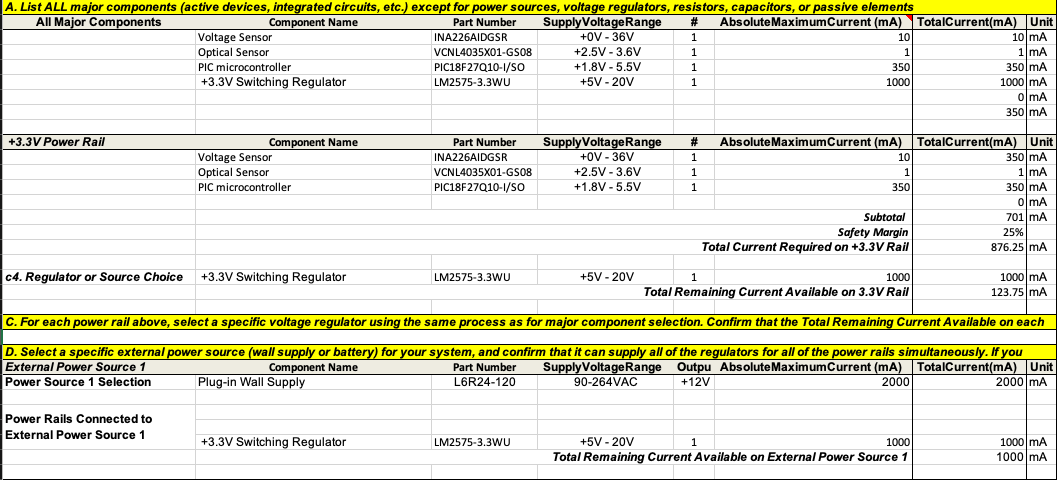 A. List ALL major components (active devices, integrated circuits, etc.) except for power sources, voltage regulators, resistors, capacitors, or passive elements
All Major Components Component Name Part Number SupplyVoltageRange # AbsoluteMaximumCurrent (mA) TotalCurrent(mA) Unit
Voltage Sensor INA226AIDGSR +0V - 36V 1 10 10 mA
Optical Sensor VCNL4035X01-GS08 +2.5V - 3.6V 1 1 1 mA
PIC microcontroller PIC18F27Q10-I/SO +1.8V - 5.5V 1 350 350 mA
+3.3V Switching Regulator LM2575-3.3WU +5V - 20V 1 1000 1000 mA
0 mA
350 mA
+3.3V Power Rail Component Name Part Number SupplyVoltageRange # AbsoluteMaximumCurrent (mA) TotalCurrent(mA) Unit
Voltage Sensor INA226AIDGSR +0V - 36V 1 10 350 mA
Optical Sensor VCNL4035X01-GS08 +2.5V - 3.6V 1 1 1 mA
PIC microcontroller PIC18F27Q10-I/SO +1.8V - 5.5V 1 350 350 mA
0 mA
Subtotal 701 mA
Safety Margin 25%
Total Current Required on +3.3V Rail 876.25 mA
c4. Regulator or Source Choice +3.3V Switching Regulator LM2575-3.3WU +5V - 20V 1 1000 1000 mA
Total Remaining Current Available on 3.3V Rail 123.75 mA
C. For each power rail above, select a specific voltage regulator using the same process as for major component selection. Confirm that the Total Remaining Current Available on each
D. Select a specific external power source (wall supply or battery) for your system, and confirm that it can supply all of the regulators for all of the power rails simultaneously. If you
External Power Source 1 Component Name Part Number SupplyVoltageRange Outpu AbsoluteMaximumCurrent (mA) TotalCurrent(mA) Unit
Power Source 1 Selection Plug-in Wall Supply L6R24-120 90-264VAC +12V 2000 2000 mA
Power Rails Connected to
External Power Source 1
+3.3V Switching Regulator LM2575-3.3WU +5V - 20V 1 1000 1000 mA
Total Remaining Current Available on External Power Source 1 1000 mA